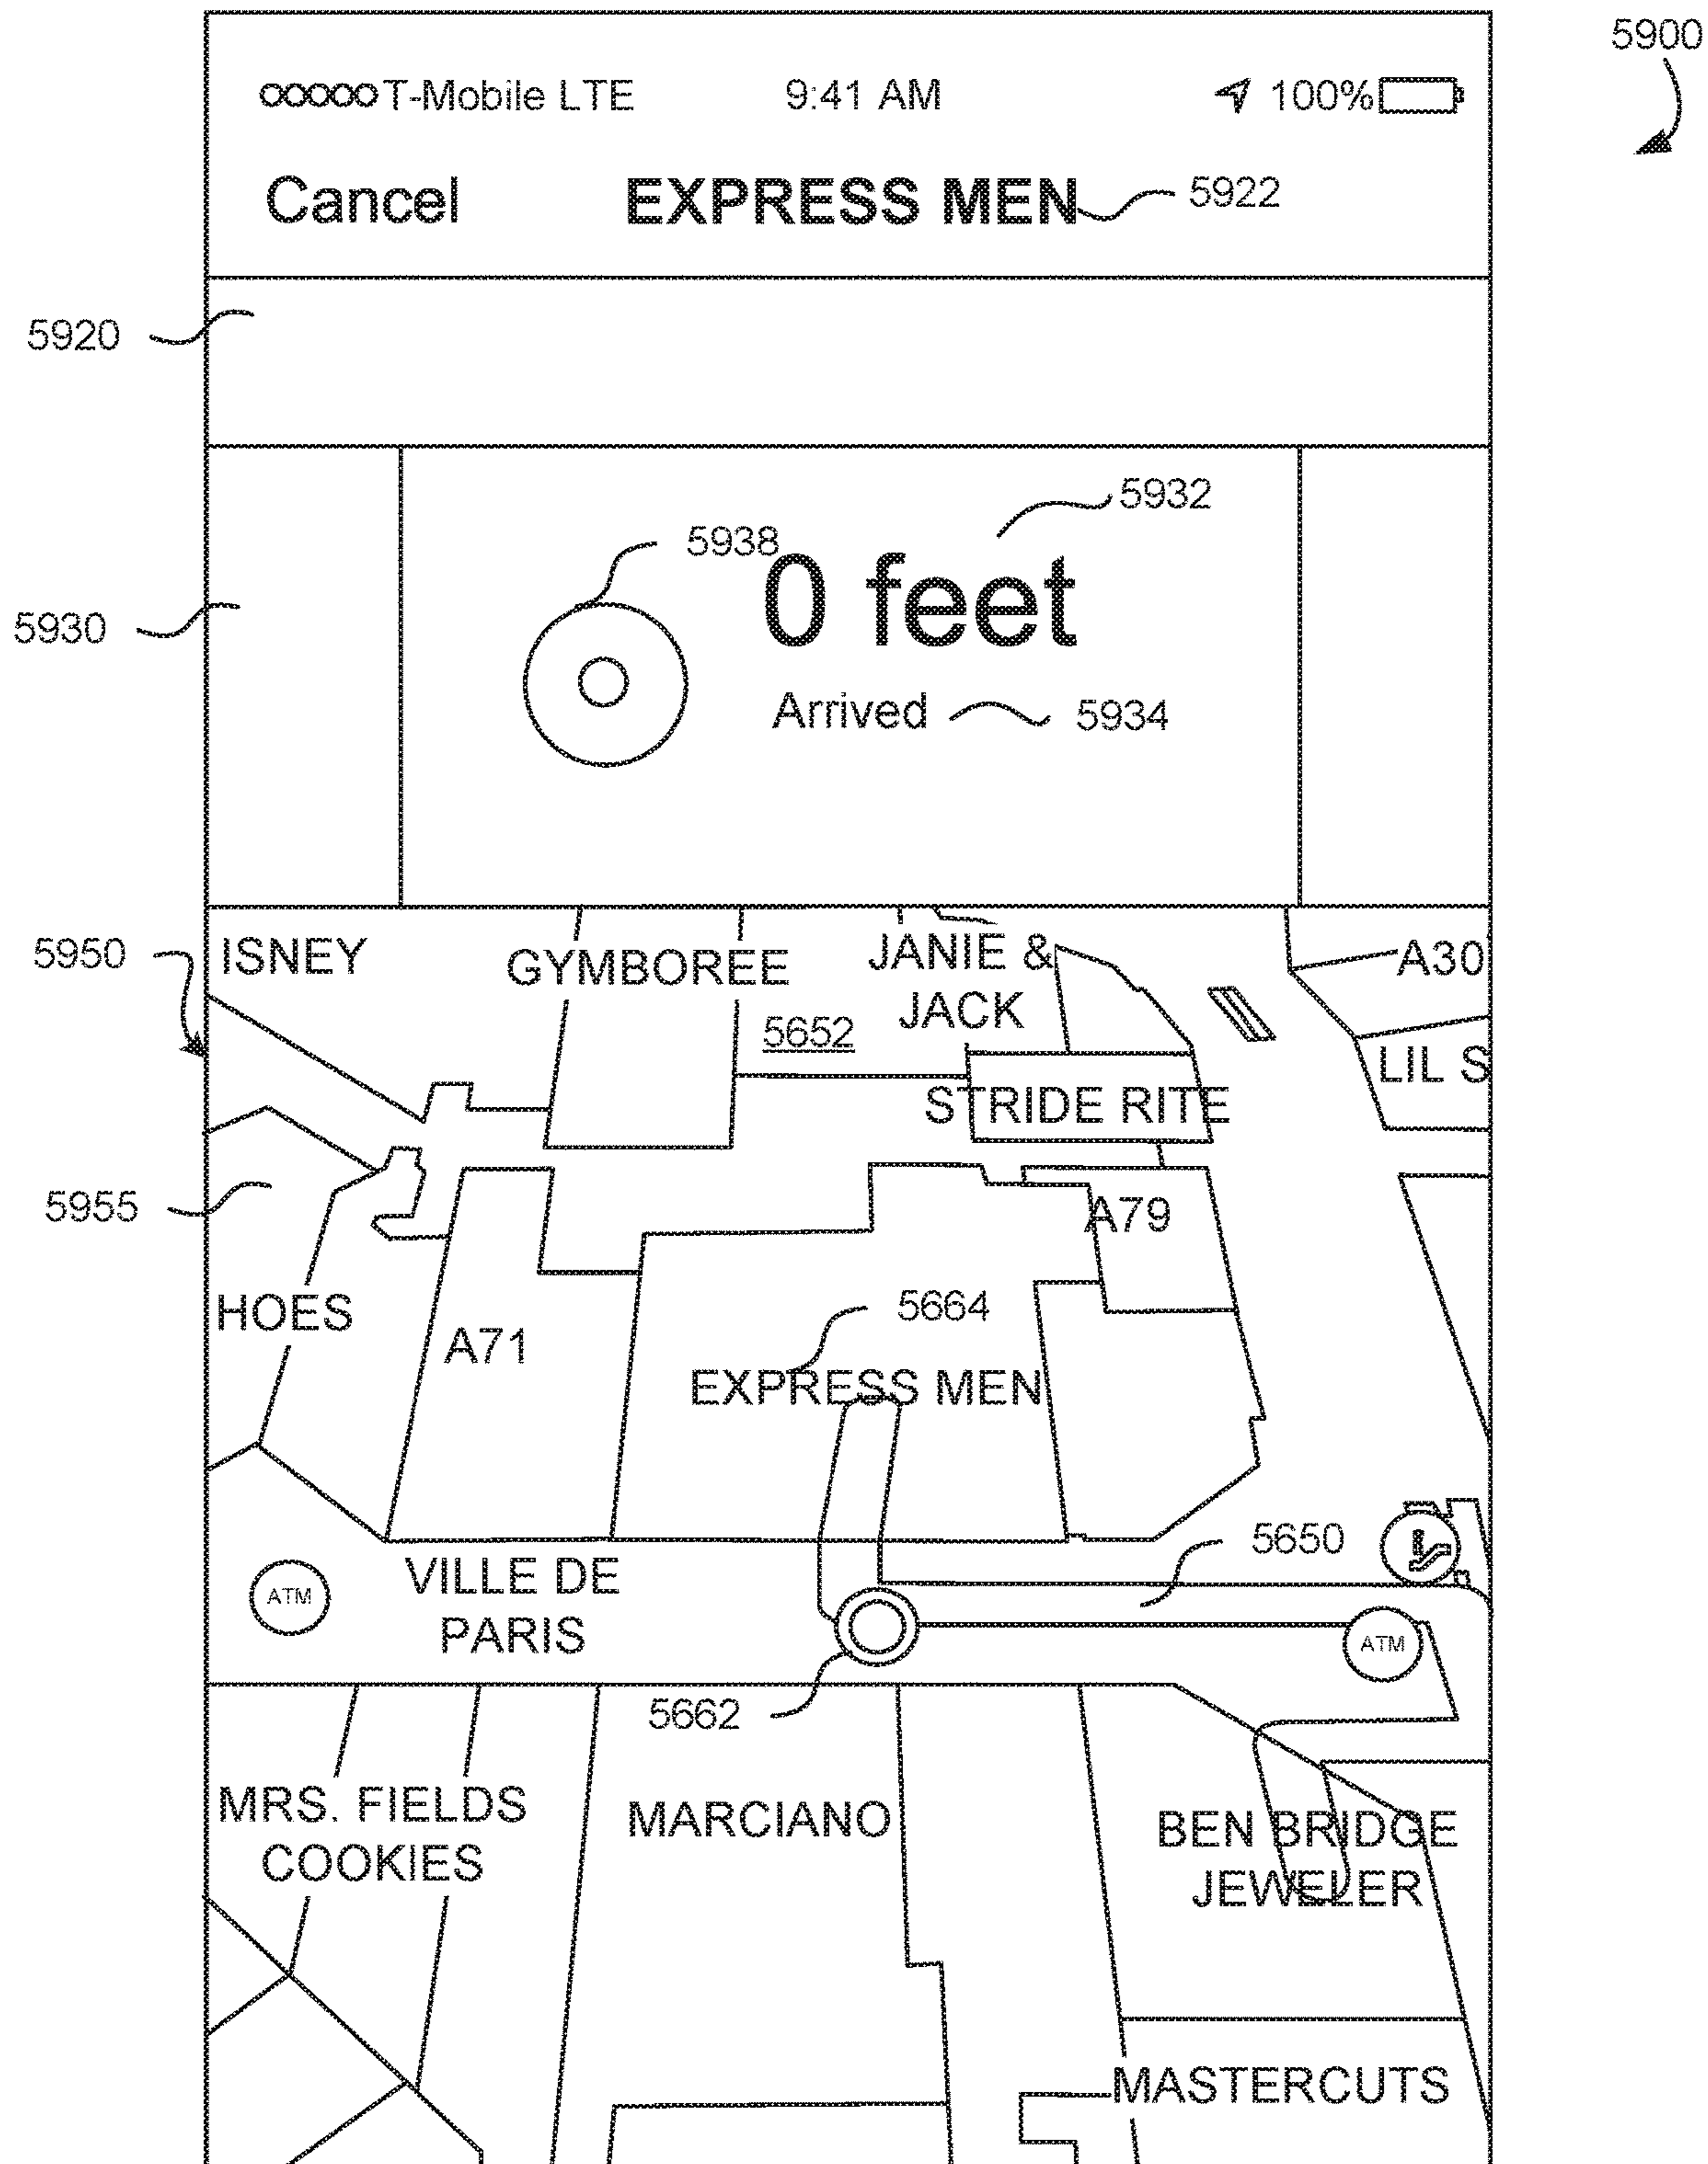 5900
T-Mobile LTE 9:41 AM 100%
Cancel EXPRESS MEN 5922
5920
5932
5938
0 feet
5930
Arrived 5934
5950
ISNEY
GYMBOREE
JANIE &
JACK
A30
5652
LIL S
STRIDE RITE
5955
A79
HOES
5664
A71
EXPRESS MEN
5650
ATM
VILLE DE
PARIS
ATM
5662
MRS. FIELDS
COOKIES
MARCIANO
BEN BRIDGE
JEWELER
MASTERCUTS